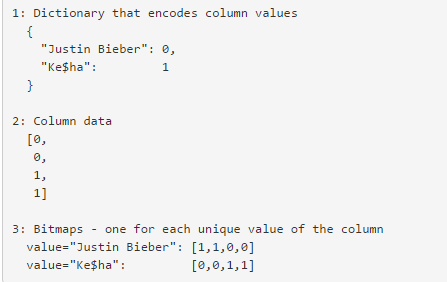 1: Dictionary that encodes column values
{
"Justin Bieber": 0,
"Ke$ha": 1
}
2: Column data
[0,
0,
1,
1]
3: Bitmaps - one for each unique value of the column
value="Justin Bieber": [1,1,0,0]
value="Ke$ha": [0,0,1,1]